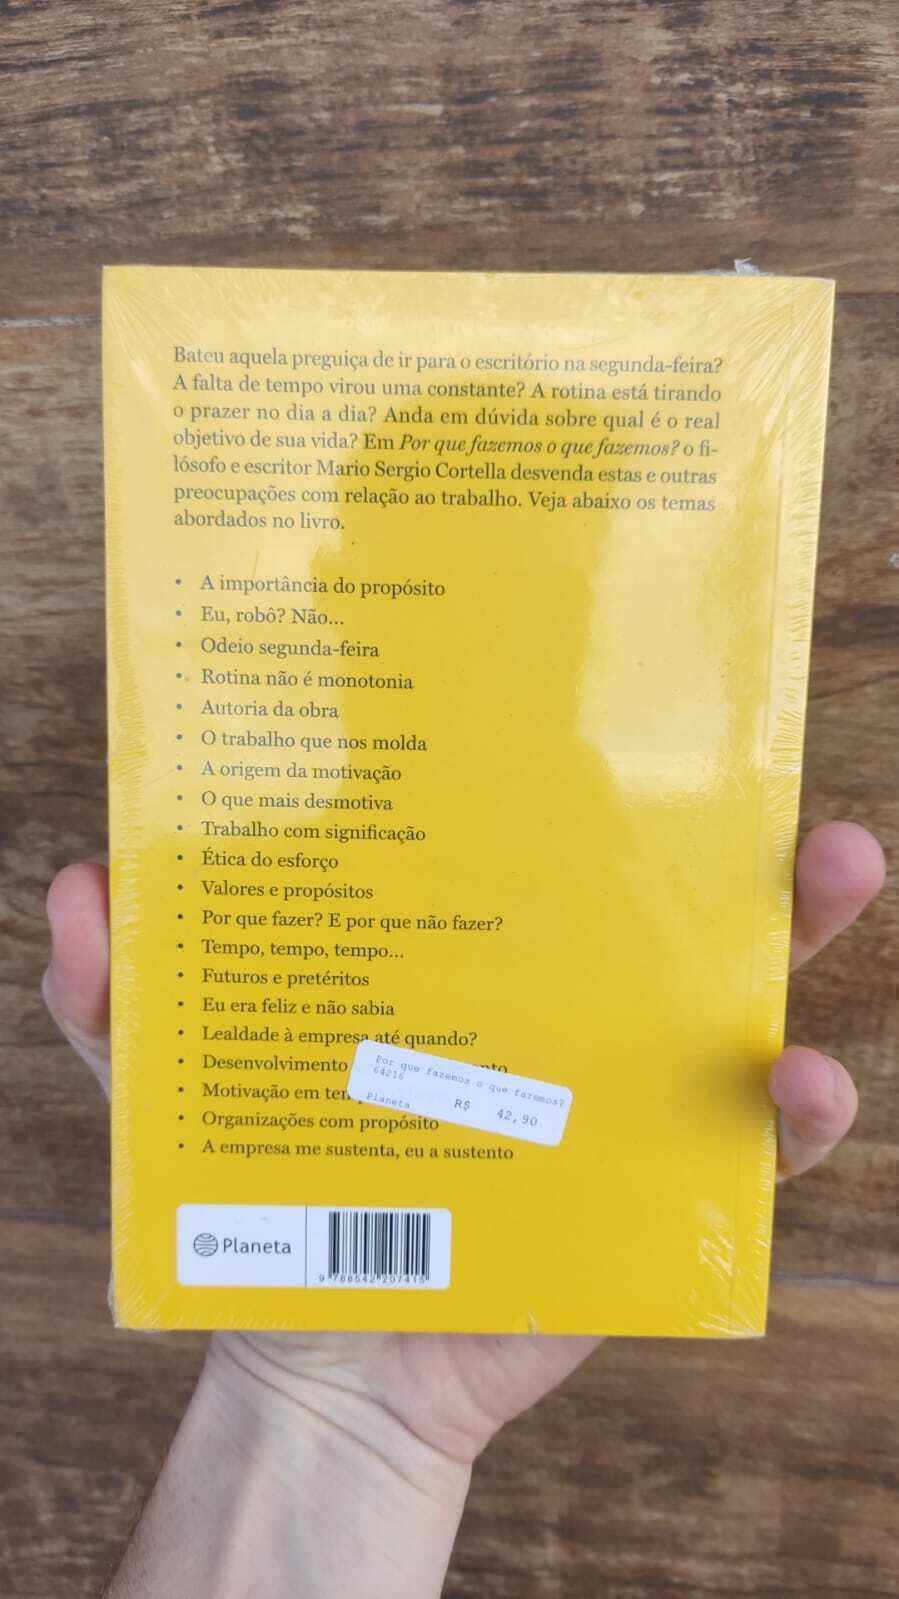 Bateu aquela preguiça de ir para o escritório na segunda-feira?
A falta de tempo virou uma constante? A rotina está tirando
o prazer no dia a dia? Anda em dúvida sobre qual é o real
objetivo de sua vida? Em Por que fazemos o que fazemos? o fi-
lósofo e escritor Mario Sergio Cortella desvenda estas e outras
preocupações com relação ao trabalho. Veja abaixo os temas
abordados no livro.
• A importância do propósito
• Eu, robô? Não...
• Odeio segunda-feira
• Rotina não é monotonia
• Autoria da obra
• O trabalho que nos molda
• A origem da motivação
• O que mais desmotiva
• Trabalho com significação
• Ética do esforço
• Valores e propósitos
• Por que fazer? E por que não fazer?
• Tempo, tempo, tempo...
• Futuros e pretéritos
• Eu era feliz e não sabia
• Lealdade à empresa até quando?
• Desenvolvimento
• Motivação em
• Organizações com propósito
• A empresa me sustenta, eu a sustento
Por que fazemos o que fazemos?
64216
Planeta R$ 42,90
Planeta
9 788542 207415